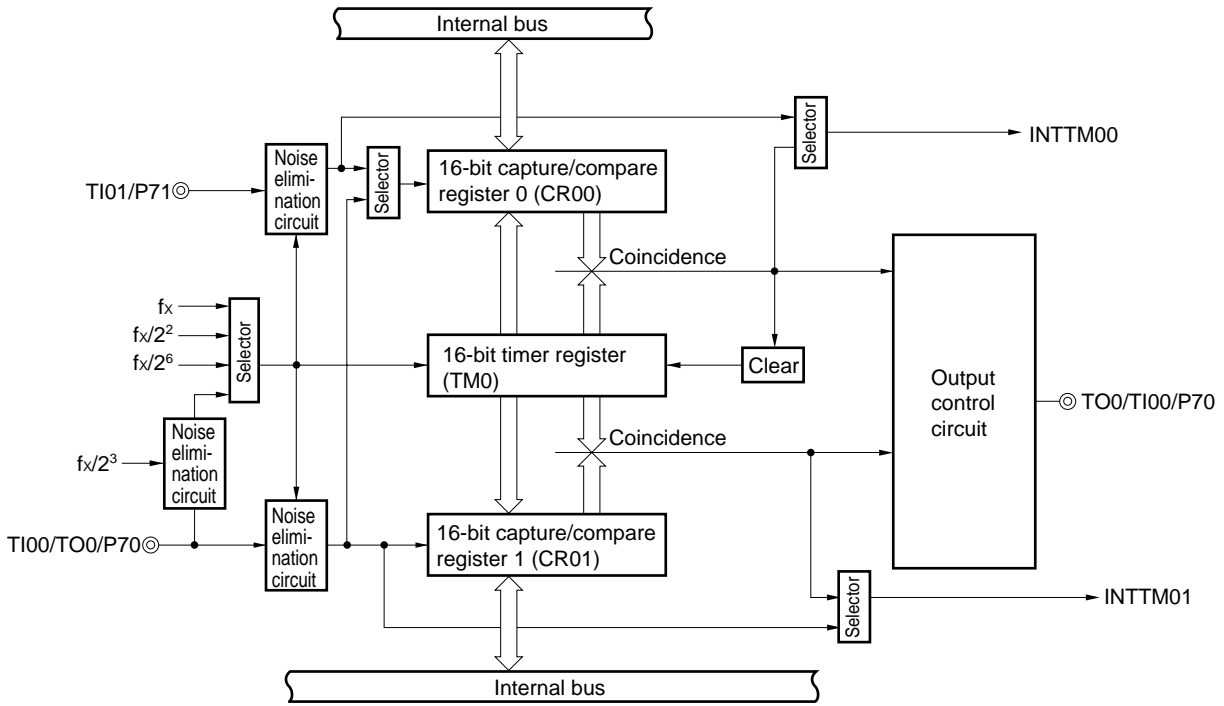 Internal bus
Selector
INTTM00
Noise
elimi-
nation
circuit
TI01/P71
Selector
16-bit capture/compare
register 0 (CR00)
Coincidence
fX
fX/2²
fX/2⁶
Selector
16-bit timer register
(TM0)
Clear
Output
control
circuit
TO0/TI00/P70
Noise
elimi-
nation
circuit
fX/2³
Coincidence
TI00/TO0/P70
Noise
elimi-
nation
circuit
16-bit capture/compare
register 1 (CR01)
Selector
INTTM01
Internal bus